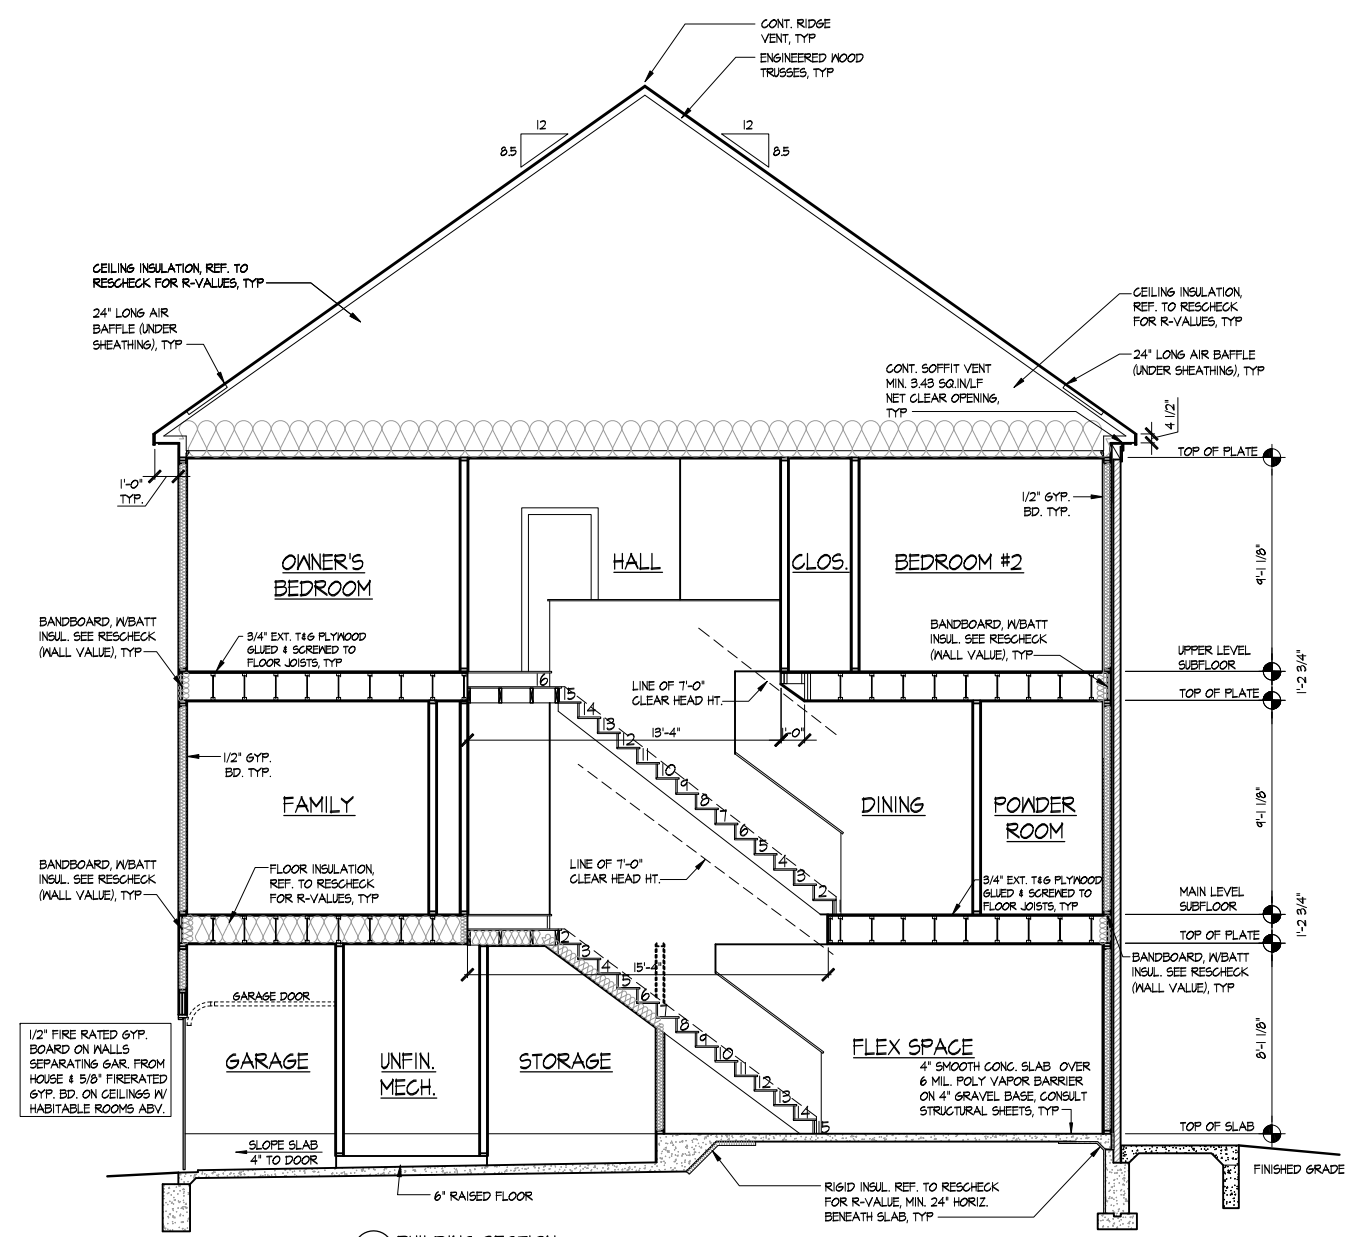 CONT. RIDGE
VENT, TYP
ENGINEERED WOOD
TRUSSES, TYP
12
8.5
12
8.5
CEILING INSULATION, REF. TO
RESCHECK FOR R-VALUES, TYP
24" LONG AIR
BAFFLE (UNDER
SHEATHING), TYP
CEILING INSULATION,
REF. TO RESCHECK
FOR R-VALUES, TYP
24" LONG AIR BAFFLE
(UNDER SHEATHING), TYP
CONT. SOFFIT VENT
MIN. 3.43 SQ.IN/LF
NET CLEAR OPENING,
TYP
4 1/2"
TOP OF PLATE
1'-0"
TYP.
1/2" GYP.
BD. TYP.
OWNER'S
BEDROOM
HALL
CLOS.
BEDROOM #2
9'-1 1/8"
BANDBOARD, W/BATT
INSUL. SEE RESCHECK
(WALL VALUE), TYP
3/4" EXT. T&G PLYWOOD
GLUED & SCREWED TO
FLOOR JOISTS, TYP
BANDBOARD, W/BATT
INSUL. SEE RESCHECK
(WALL VALUE), TYP
UPPER LEVEL
SUBFLOOR
1'-2 3/4"
TOP OF PLATE
LINE OF 7'-0"
CLEAR HEAD HT.
16
15
14
13
12
11
10
9
8
7
6
5
4
3
2
13'-4"
1'-0"
1/2" GYP.
BD. TYP.
FAMILY
DINING
POWDER
ROOM
9'-1 1/8"
LINE OF 7'-0"
CLEAR HEAD HT.
BANDBOARD, W/BATT
INSUL. SEE RESCHECK
(WALL VALUE), TYP
FLOOR INSULATION,
REF. TO RESCHECK
FOR R-VALUES, TYP
3/4" EXT. T&G PLYWOOD
GLUED & SCREWED TO
FLOOR JOISTS, TYP
MAIN LEVEL
SUBFLOOR
1'-2 3/4"
TOP OF PLATE
BANDBOARD, W/BATT
INSUL. SEE RESCHECK
(WALL VALUE), TYP
2
3
4
5
6
7
8
9
10
12
13
14
15
15'-4"
GARAGE DOOR
1/2" FIRE RATED GYP.
BOARD ON WALLS
SEPARATING GAR. FROM
HOUSE & 5/8" FIRERATED
GYP. BD. ON CEILINGS W/
HABITABLE ROOMS ABV.
GARAGE
UNFIN.
MECH.
STORAGE
FLEX SPACE
4" SMOOTH CONC. SLAB OVER
6 MIL. POLY VAPOR BARRIER
ON 4" GRAVEL BASE, CONSULT
STRUCTURAL SHEETS, TYP
8'-1 1/8"
TOP OF SLAB
SLOPE SLAB
4" TO DOOR
6" RAISED FLOOR
RIGID INSUL. REF. TO RESCHECK
FOR R-VALUE, MIN. 24" HORIZ.
BENEATH SLAB, TYP
FINISHED GRADE